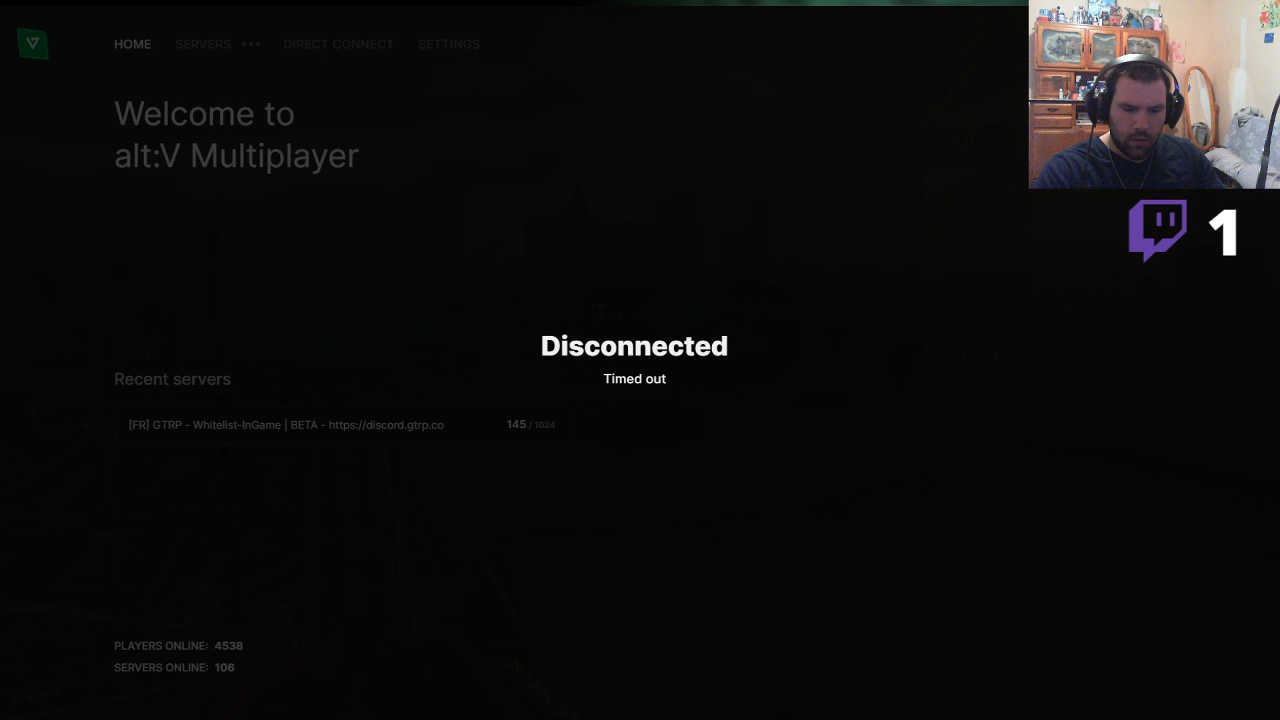 HOME SERVERS ••• DIRECT CONNECT SETTINGS
Welcome to
alt:V Multiplayer
1
Disconnected
Timed out
Recent servers
[FR] GTRP - Whitelist-InGame | BETA - https://discord.gtrp.co 145 / 1024
PLAYERS ONLINE: 4538
SERVERS ONLINE: 106